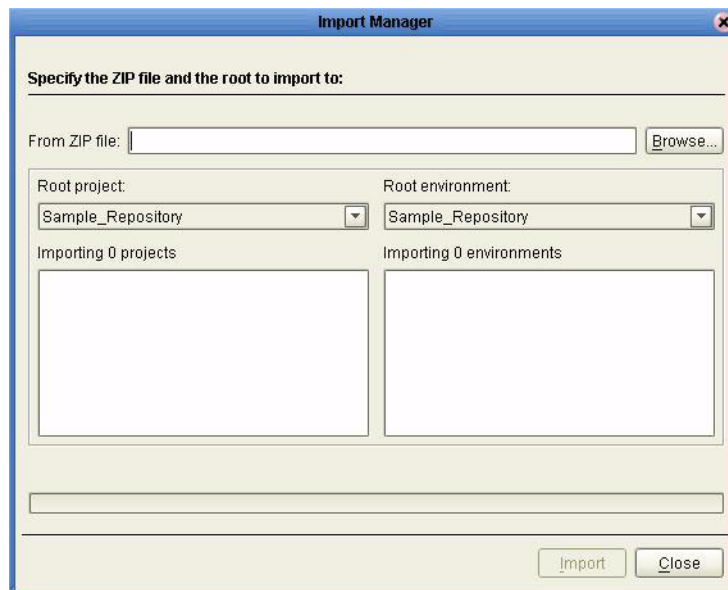 Import Manager
Specify the ZIP file and the root to import to:
From ZIP file:
Browse...
Root project:
Root environment:
Sample_Repository
Sample_Repository
Importing 0 projects
Importing 0 environments
Import
Close